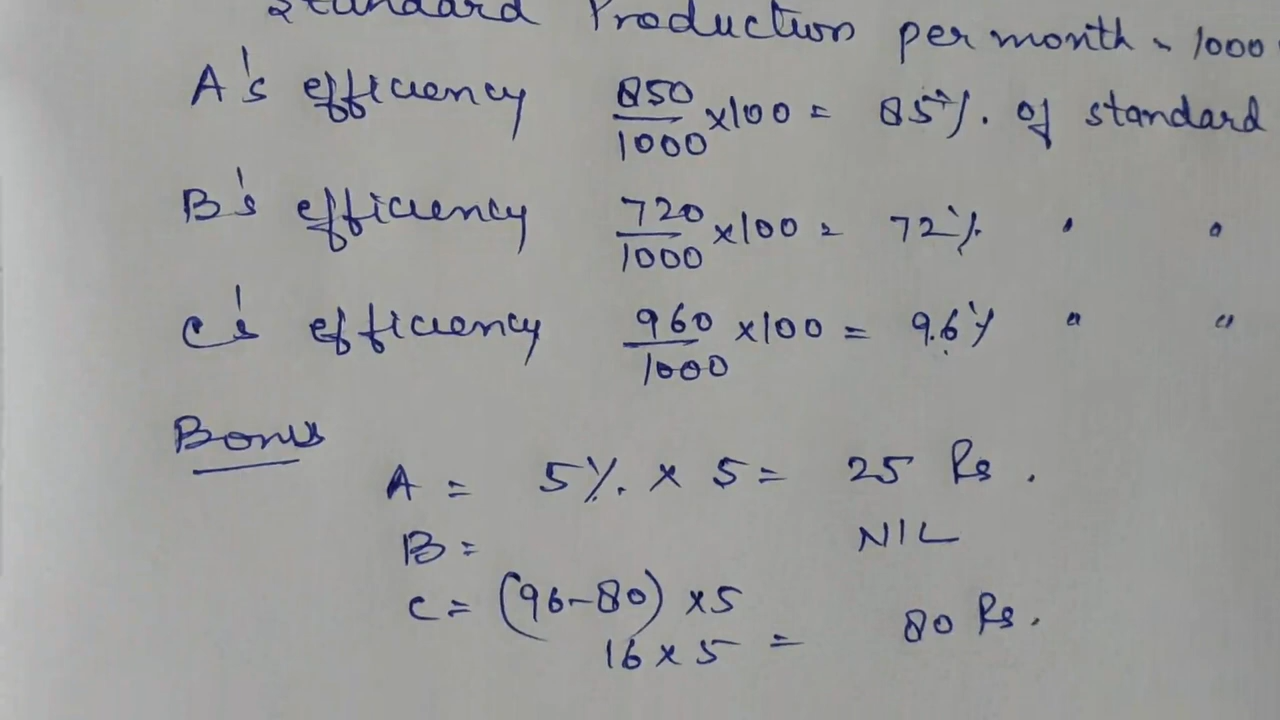 Standard Production per month = 1000
A's efficiency 850/1000 x100 = 85% of standard
B's efficiency 720/1000 x100 = 72% " "
C's efficiency 960/1000 x100 = 9.6% " "
Bonus
A = 5% x 5 = 25 Rs.
B = NIL
C = (96-80) x5
16 x 5 = 80 Rs.